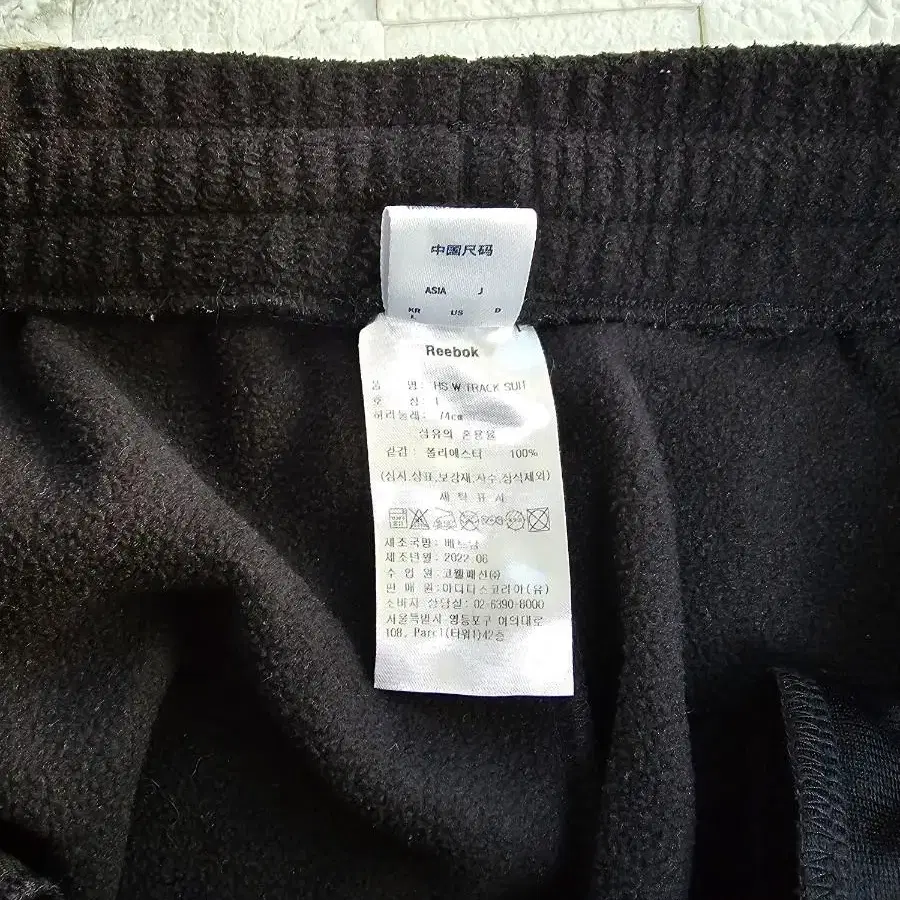 中国尺码
ASIA J
KR US D
L
Reebok
품 명: HS W TRACK SUIT
호 칭: L
허리둘레: 74cm
섬유의 혼용율
겉감 : 폴리에스터 100%
(심지,상표,보강재,자수,장식제외)
세 탁 표 시
제조국명: 베트남
제조년월: 2022.06
수 입 원: 코웰패션㈜
판 매 원:아디다스코리아(유)
소비자 상담실: 02-6390-8000
서울특별시 영등포구 여의대로
108, Parc1(타워1)42층